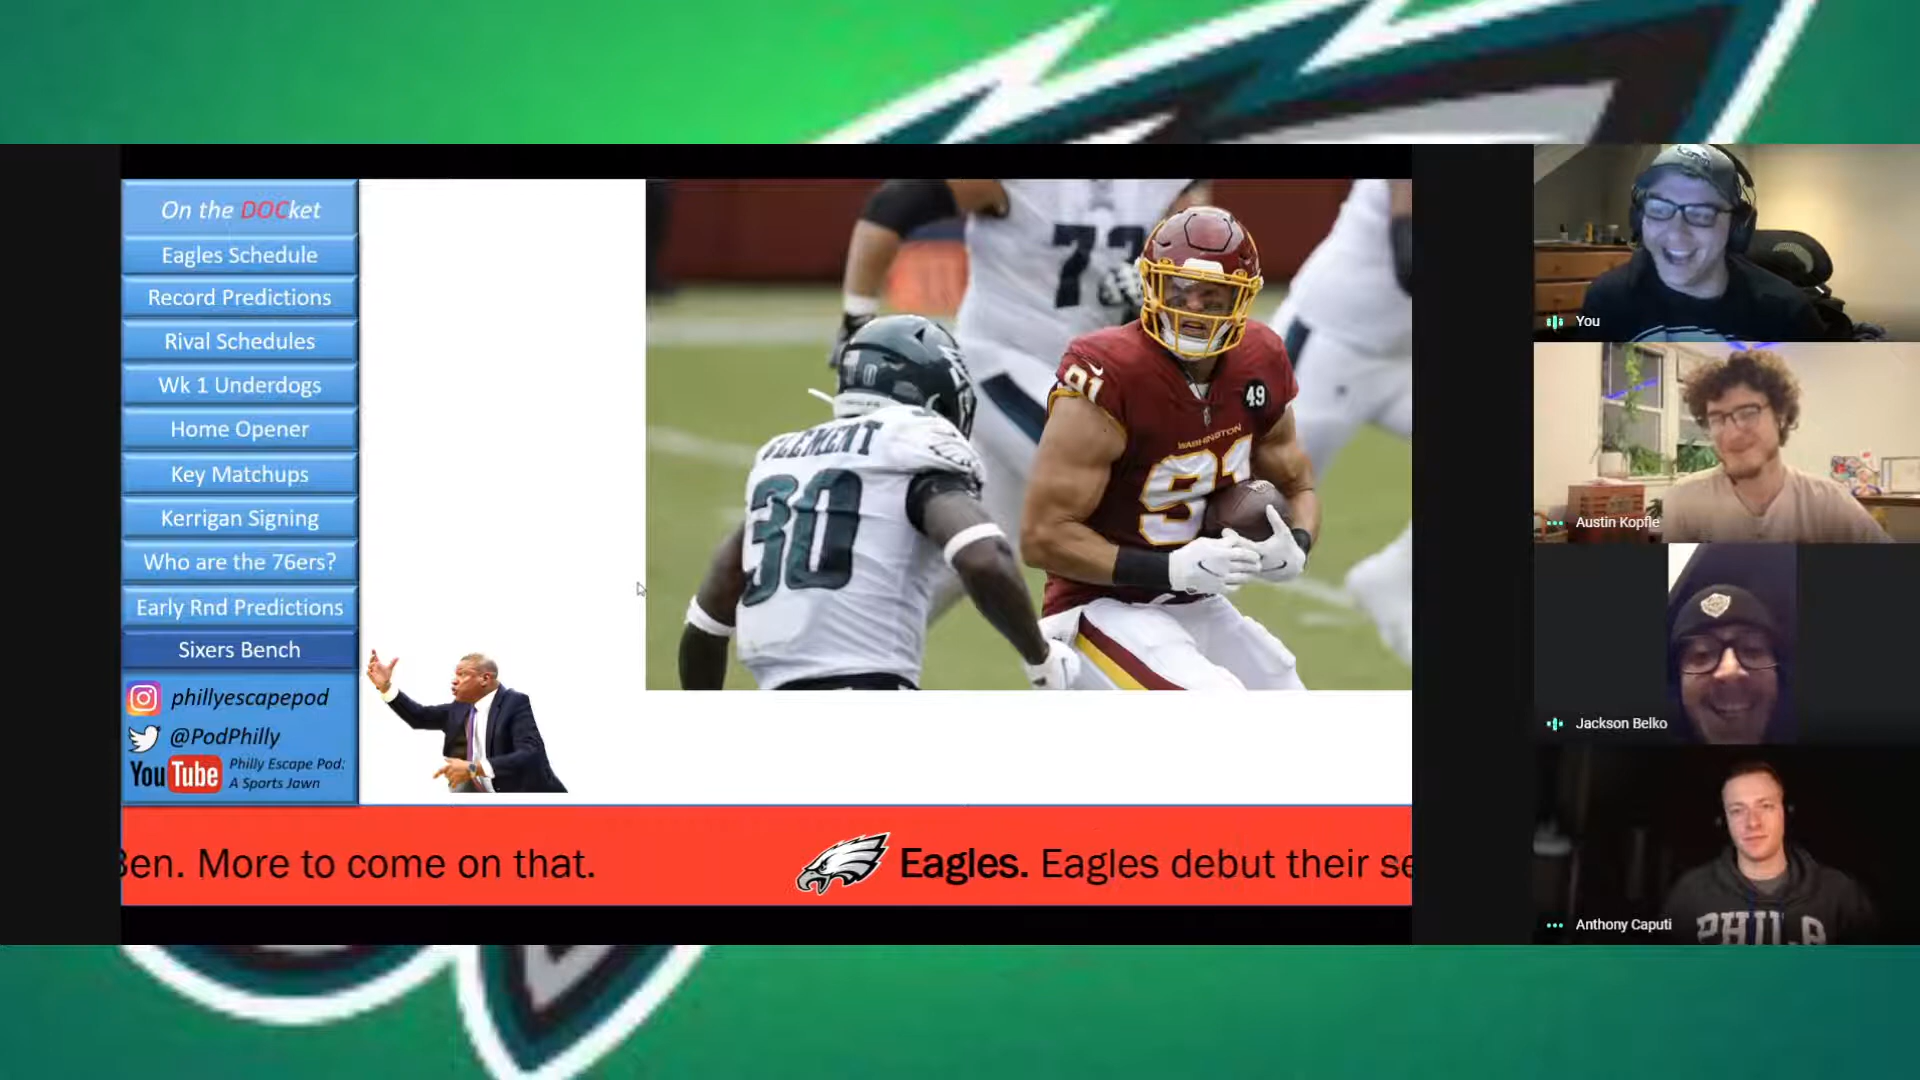 On the DOCket
Eagles Schedule
Record Predictions
Rival Schedules
Wk 1 Underdogs
Home Opener
Key Matchups
Kerrigan Signing
Who are the 76ers?
Early Rnd Predictions
Sixers Bench
phillyescapepod
@PodPhilly
YouTube
Philly Escape Pod:
A Sports Jawn
73
91
49
WASHINGTON
91
CLEMENT
30
Ben. More to come on that.
Eagles. Eagles debut their se
You
Austin Kopfle
Jackson Belko
Anthony Caputi
PHILA